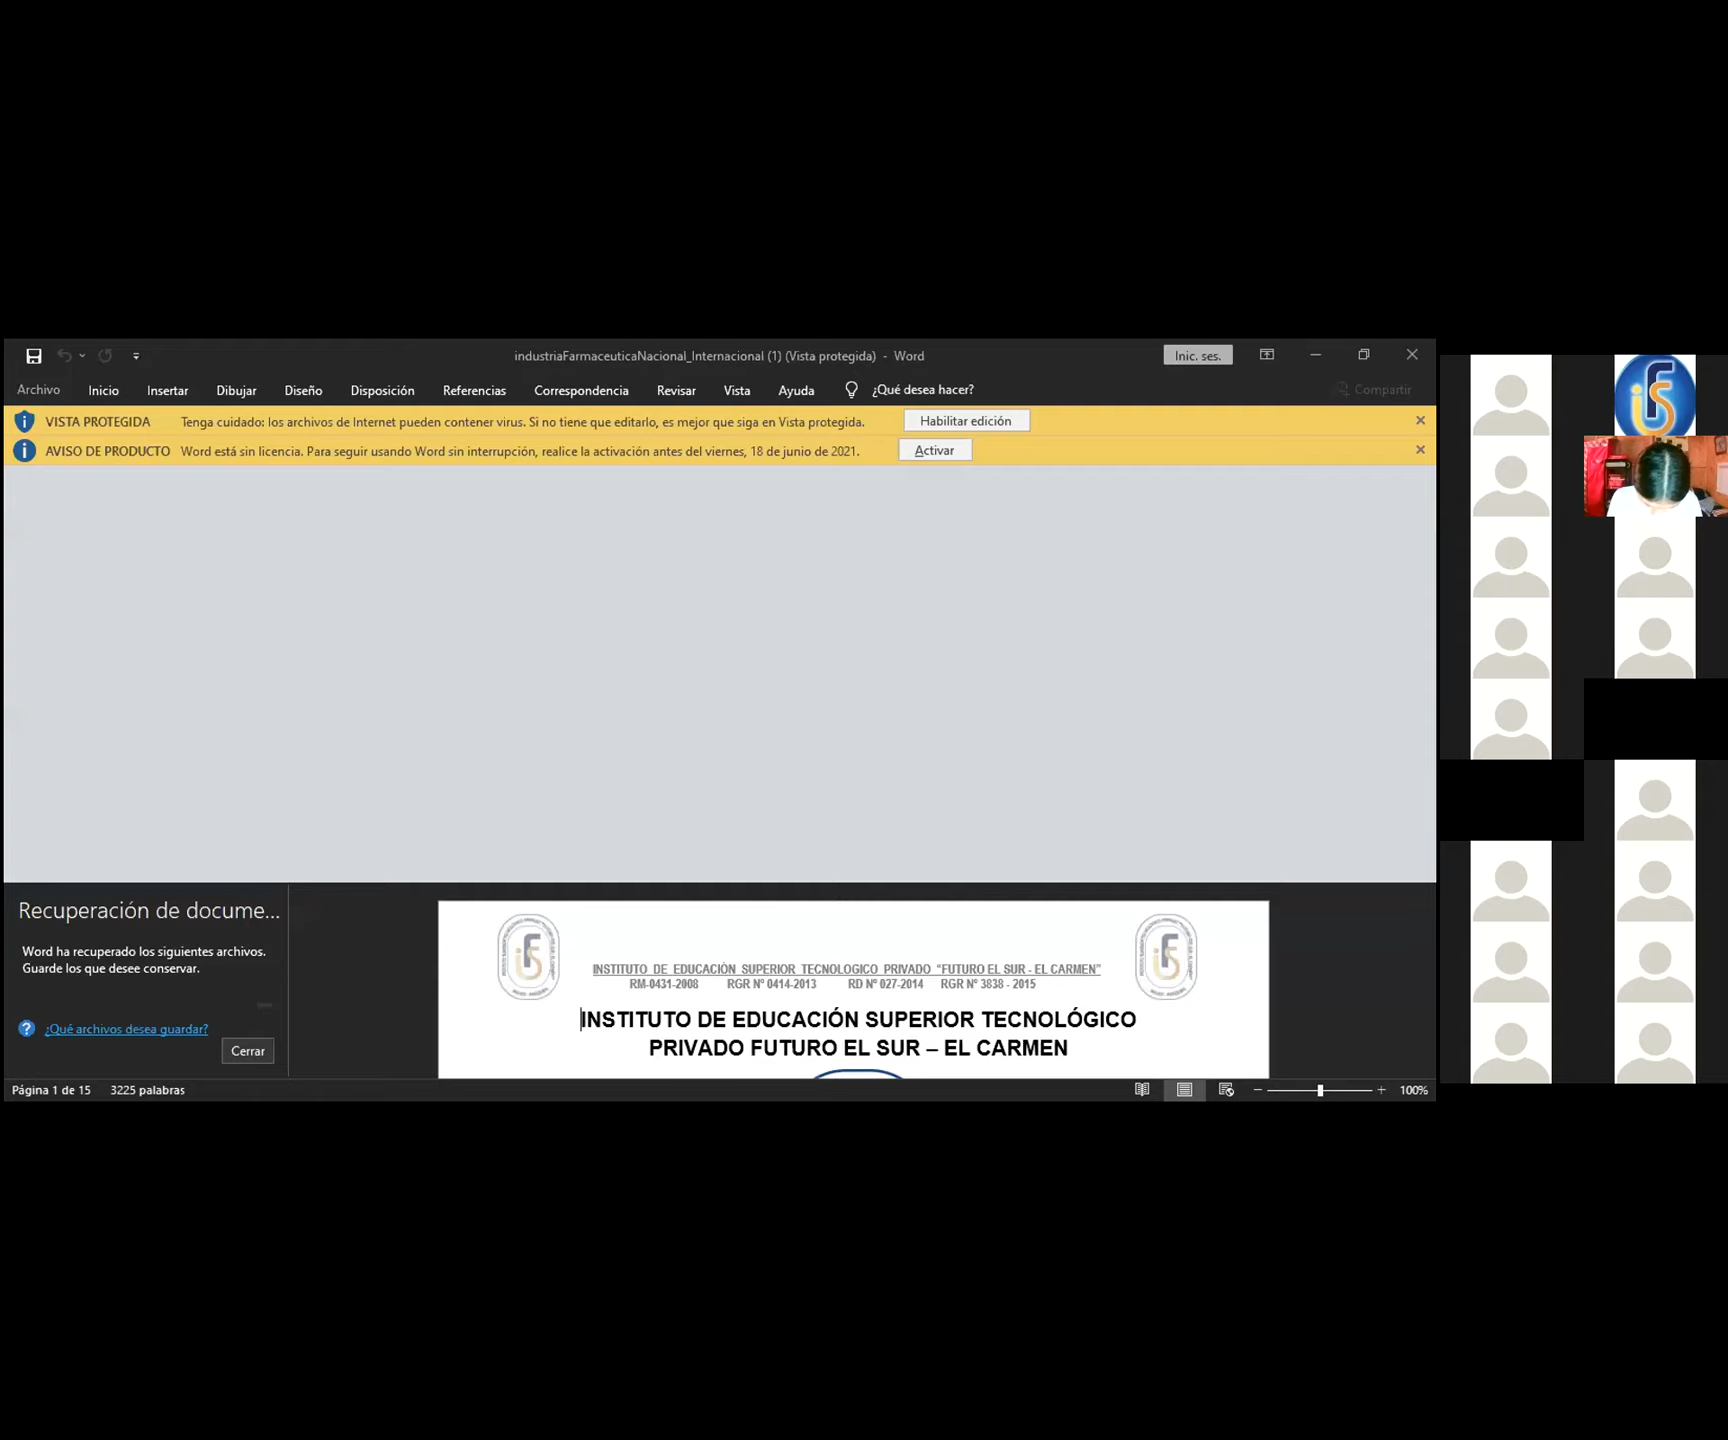 industriaFarmaceuticaNacional_Internacional (1) (Vista protegida) - Word
Inic. ses.
Archivo Inicio Insertar Dibujar Diseño Disposición Referencias Correspondencia Revisar Vista Ayuda ¿Qué desea hacer? Compartir
VISTA PROTEGIDA Tenga cuidado: los archivos de Internet pueden contener virus. Si no tiene que editarlo, es mejor que siga en Vista protegida. Habilitar edición
AVISO DE PRODUCTO Word está sin licencia. Para seguir usando Word sin interrupción, realice la activación antes del viernes, 18 de junio de 2021. Activar
Recuperación de docume...
Word ha recuperado los siguientes archivos.
Guarde los que desee conservar.
¿Qué archivos desea guardar?
Cerrar
INSTITUTO DE EDUCACIÓN SUPERIOR TECNOLOGICO PRIVADO "FUTURO EL SUR - EL CARMEN"
RM-0431-2008 RGR Nº 0414-2013 RD Nº 027-2014 RGR Nº 3838 - 2015
INSTITUTO DE EDUCACIÓN SUPERIOR TECNOLÓGICO
PRIVADO FUTURO EL SUR – EL CARMEN
Página 1 de 15 3225 palabras
100%